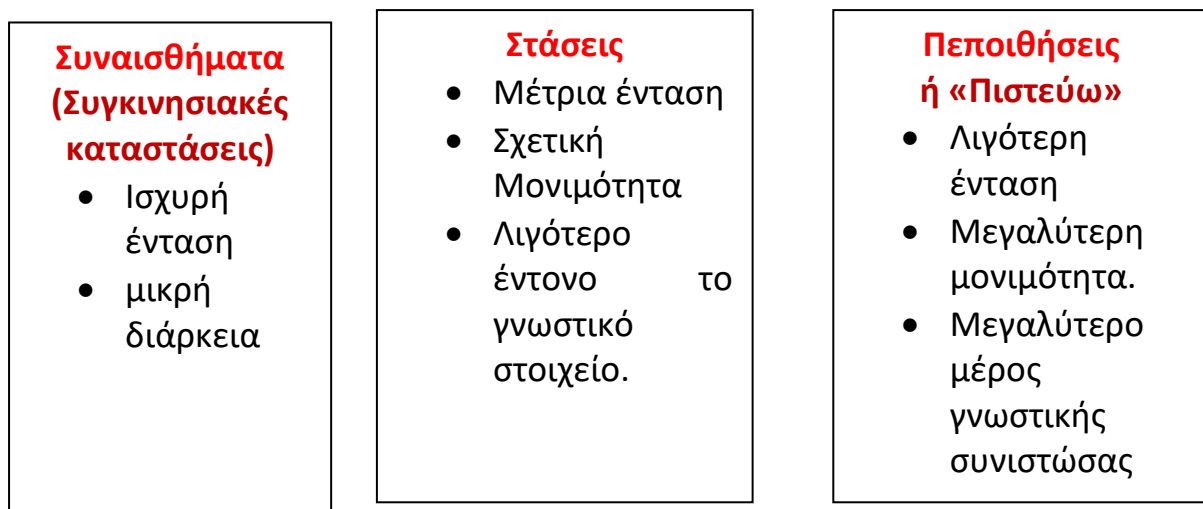 Συναισθήματα
(Συγκινησιακές
καταστάσεις)
• Ισχυρή
ένταση
• μικρή
διάρκεια
Στάσεις
• Μέτρια ένταση
• Σχετική
Μονιμότητα
• Λιγότερο
έντονο το
γνωστικό
στοιχείο.
Πεποιθήσεις
ή «Πιστεύω»
• Λιγότερη
ένταση
• Μεγαλύτερη
μονιμότητα.
• Μεγαλύτερο
μέρος
γνωστικής
συνιστώσας